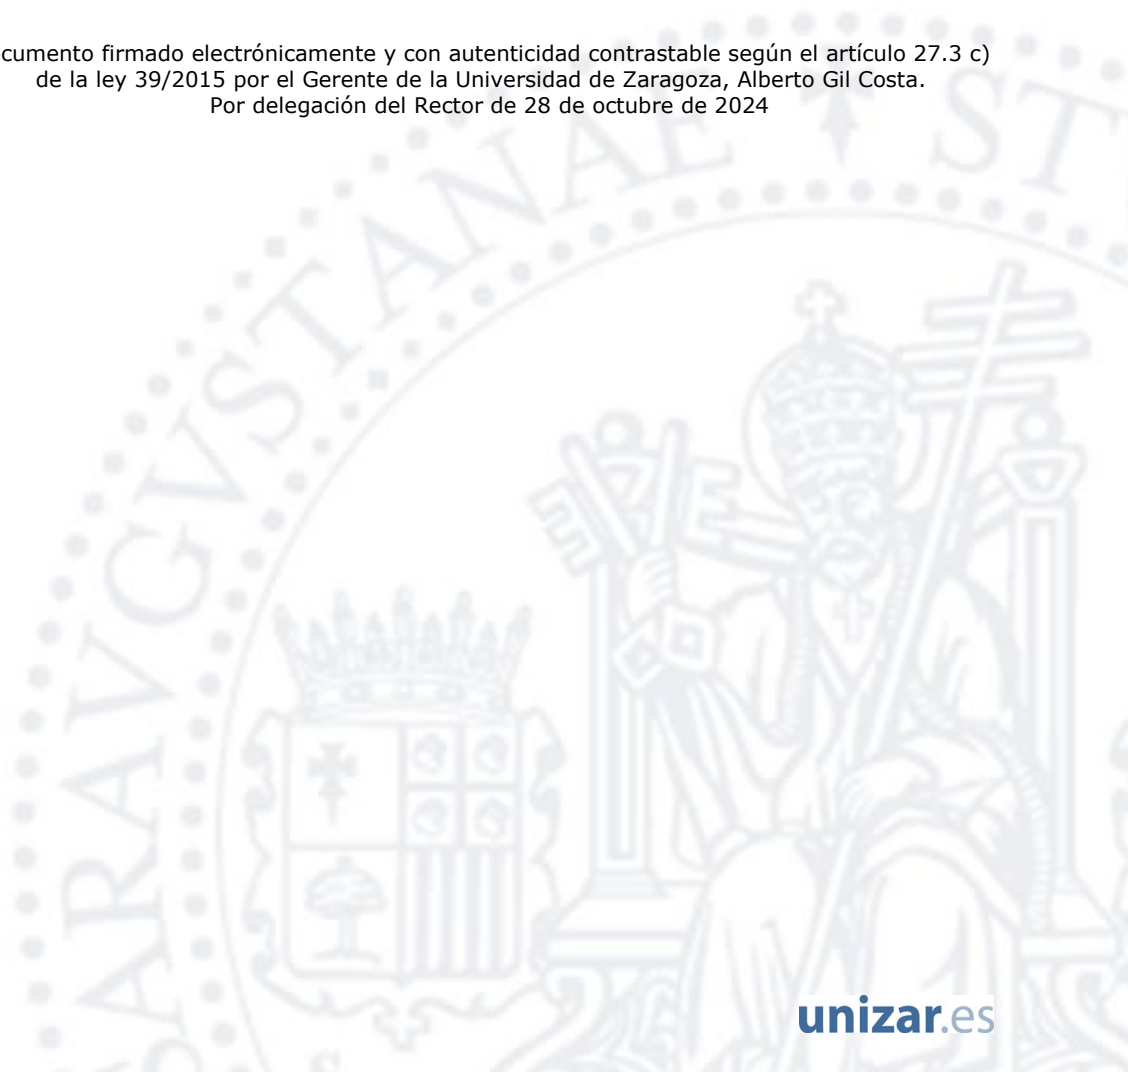 cumento firmado electrónicamente y con autenticidad contrastable según el artículo 27.3 c)
de la ley 39/2015 por el Gerente de la Universidad de Zaragoza, Alberto Gil Costa.
Por delegación del Rector de 28 de octubre de 2024
ARAVGVSTANAE ST
unizar.es